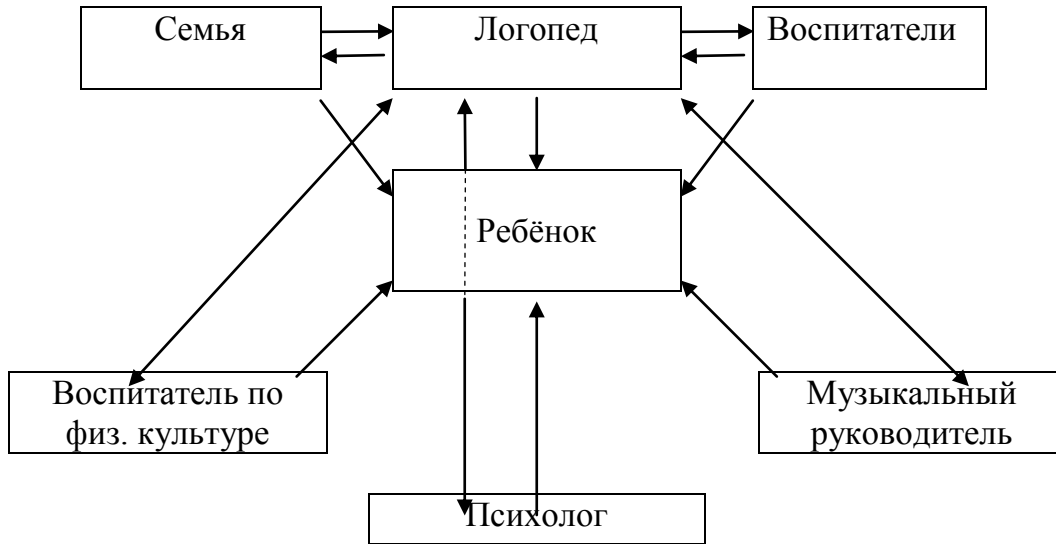 Семья
Логопед
Воспитатели
Ребёнок
Воспитатель по
физ. культуре
Музыкальный
руководитель
Психолог